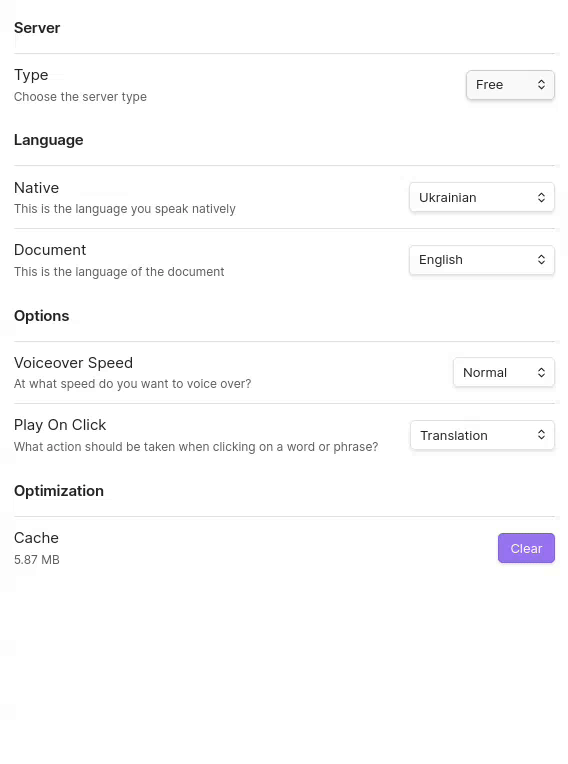 Server
Type
Choose the server type
Free
Language
Native
This is the language you speak natively
Ukrainian
Document
This is the language of the document
English
Options
Voiceover Speed
At what speed do you want to voice over?
Normal
Play On Click
What action should be taken when clicking on a word or phrase?
Translation
Optimization
Cache
5.87 MB
Clear